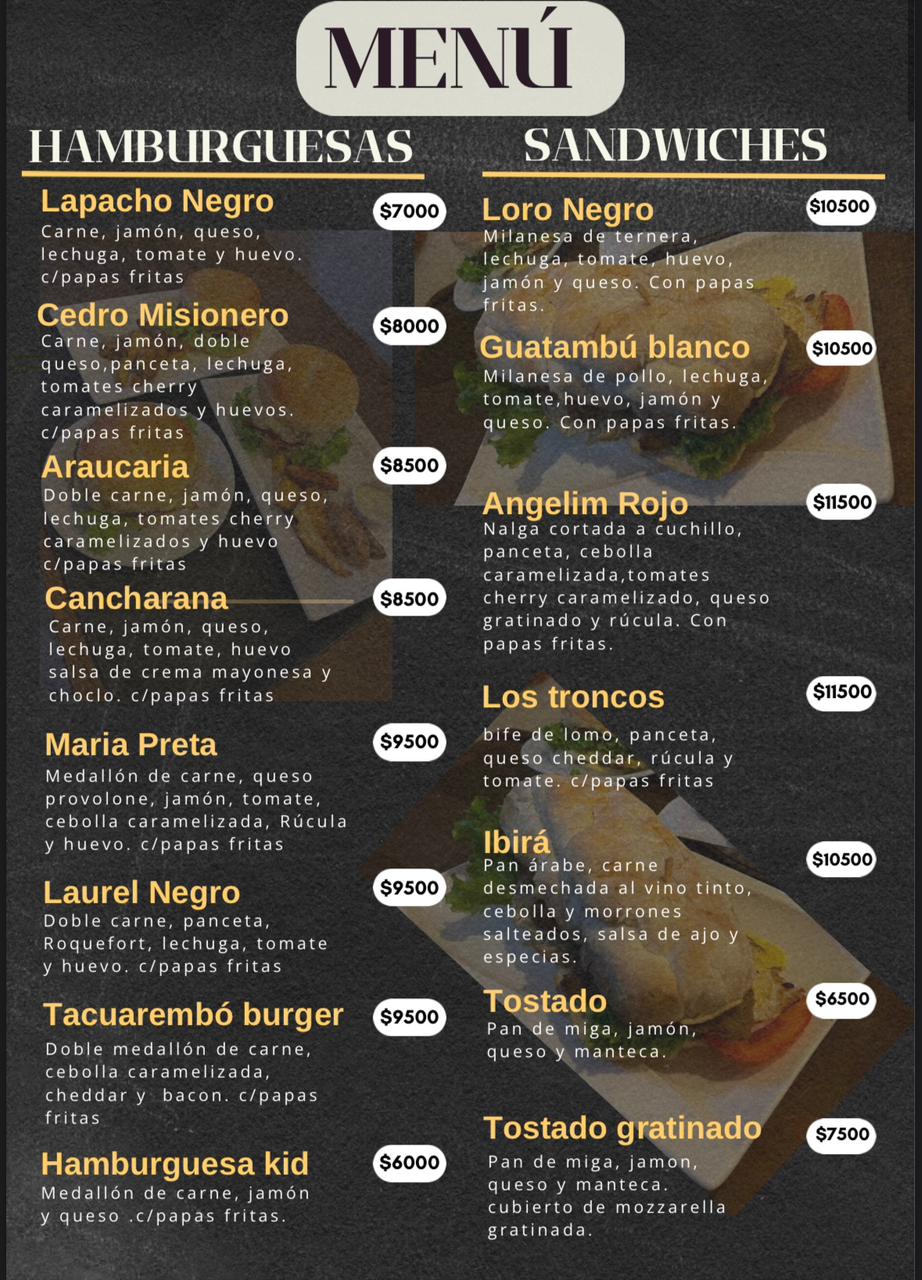 MENÚ
HAMBURGUESAS
Lapacho Negro
$7000
Carne, jamón, queso,
lechuga, tomate y huevo.
c/papas fritas
Cedro Misionero
$8000
Carne, jamón, doble
queso,panceta, lechuga,
tomates cherry
caramelizados y huevos.
c/papas fritas
Araucaria
$8500
Doble carne, jamón, queso,
lechuga, tomates cherry
caramelizados y huevo
c/papas fritas
Cancharana
$8500
Carne, jamón, queso,
lechuga, tomate, huevo
salsa de crema mayonesa y
choclo. c/papas fritas
Maria Preta
$9500
Medallón de carne, queso
provolone, jamón, tomate,
cebolla caramelizada, Rúcula
y huevo. c/papas fritas
Laurel Negro
$9500
Doble carne, panceta,
Roquefort, lechuga, tomate
y huevo. c/papas fritas
Tacuarembó burger
$9500
Doble medallón de carne,
cebolla caramelizada,
cheddar y bacon. c/papas
fritas
Hamburguesa kid
$6000
Medallón de carne, jamón
y queso .c/papas fritas.
SANDWICHES
Loro Negro
$10500
Milanesa de ternera,
lechuga, tomate, huevo,
jamón y queso. Con papas
fritas.
Guatambú blanco
$10500
Milanesa de pollo, lechuga,
tomate,huevo, jamón y
queso. Con papas fritas.
Angelim Rojo
$11500
Nalga cortada a cuchillo,
panceta, cebolla
caramelizada,tomates
cherry caramelizado, queso
gratinado y rúcula. Con
papas fritas.
Los troncos
$11500
bife de lomo, panceta,
queso cheddar, rúcula y
tomate. c/papas fritas
Ibirá
$10500
Pan árabe, carne
desmechada al vino tinto,
cebolla y morrones
salteados, salsa de ajo y
especias.
Tostado
$6500
Pan de miga, jamón,
queso y manteca.
Tostado gratinado
$7500
Pan de miga, jamon,
queso y manteca.
cubierto de mozzarella
gratinada.